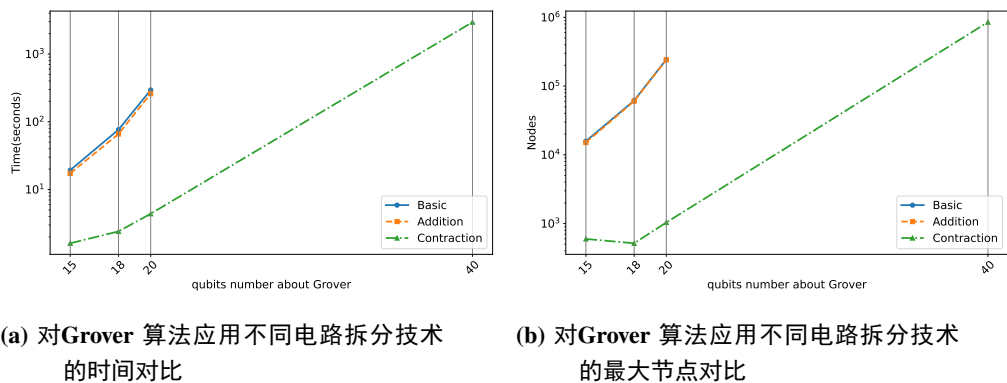 10³
10²
10¹
Time(seconds)
15
18
20
40
qubits number about Grover
Basic
Addition
Contraction
10⁶
10⁵
10⁴
10³
Nodes
15
18
20
40
qubits number about Grover
Basic
Addition
Contraction
(a) 对Grover 算法应用不同电路拆分技术
的时间对比
(b) 对Grover 算法应用不同电路拆分技术
的最大节点对比